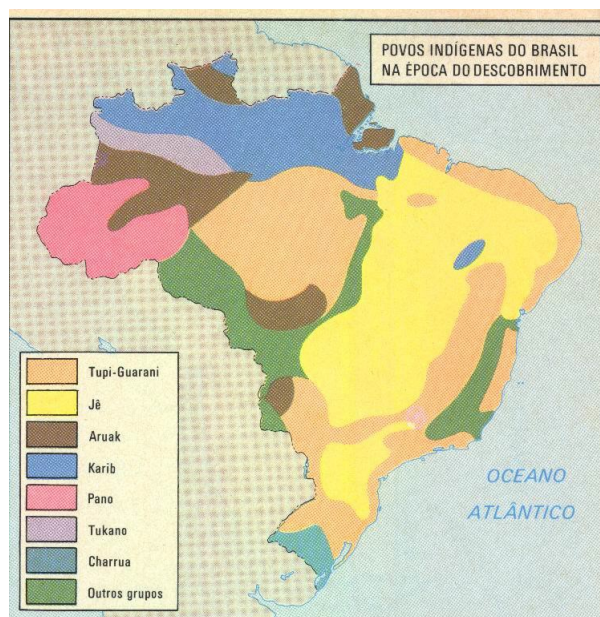 POVOS INDÍGENAS DO BRASIL
NA ÉPOCA DO DESCOBRIMENTO
Tupi-Guarani
Jê
Aruak
Karib
Pano
Tukano
Charrua
Outros grupos
OCEANO
ATLÂNTICO